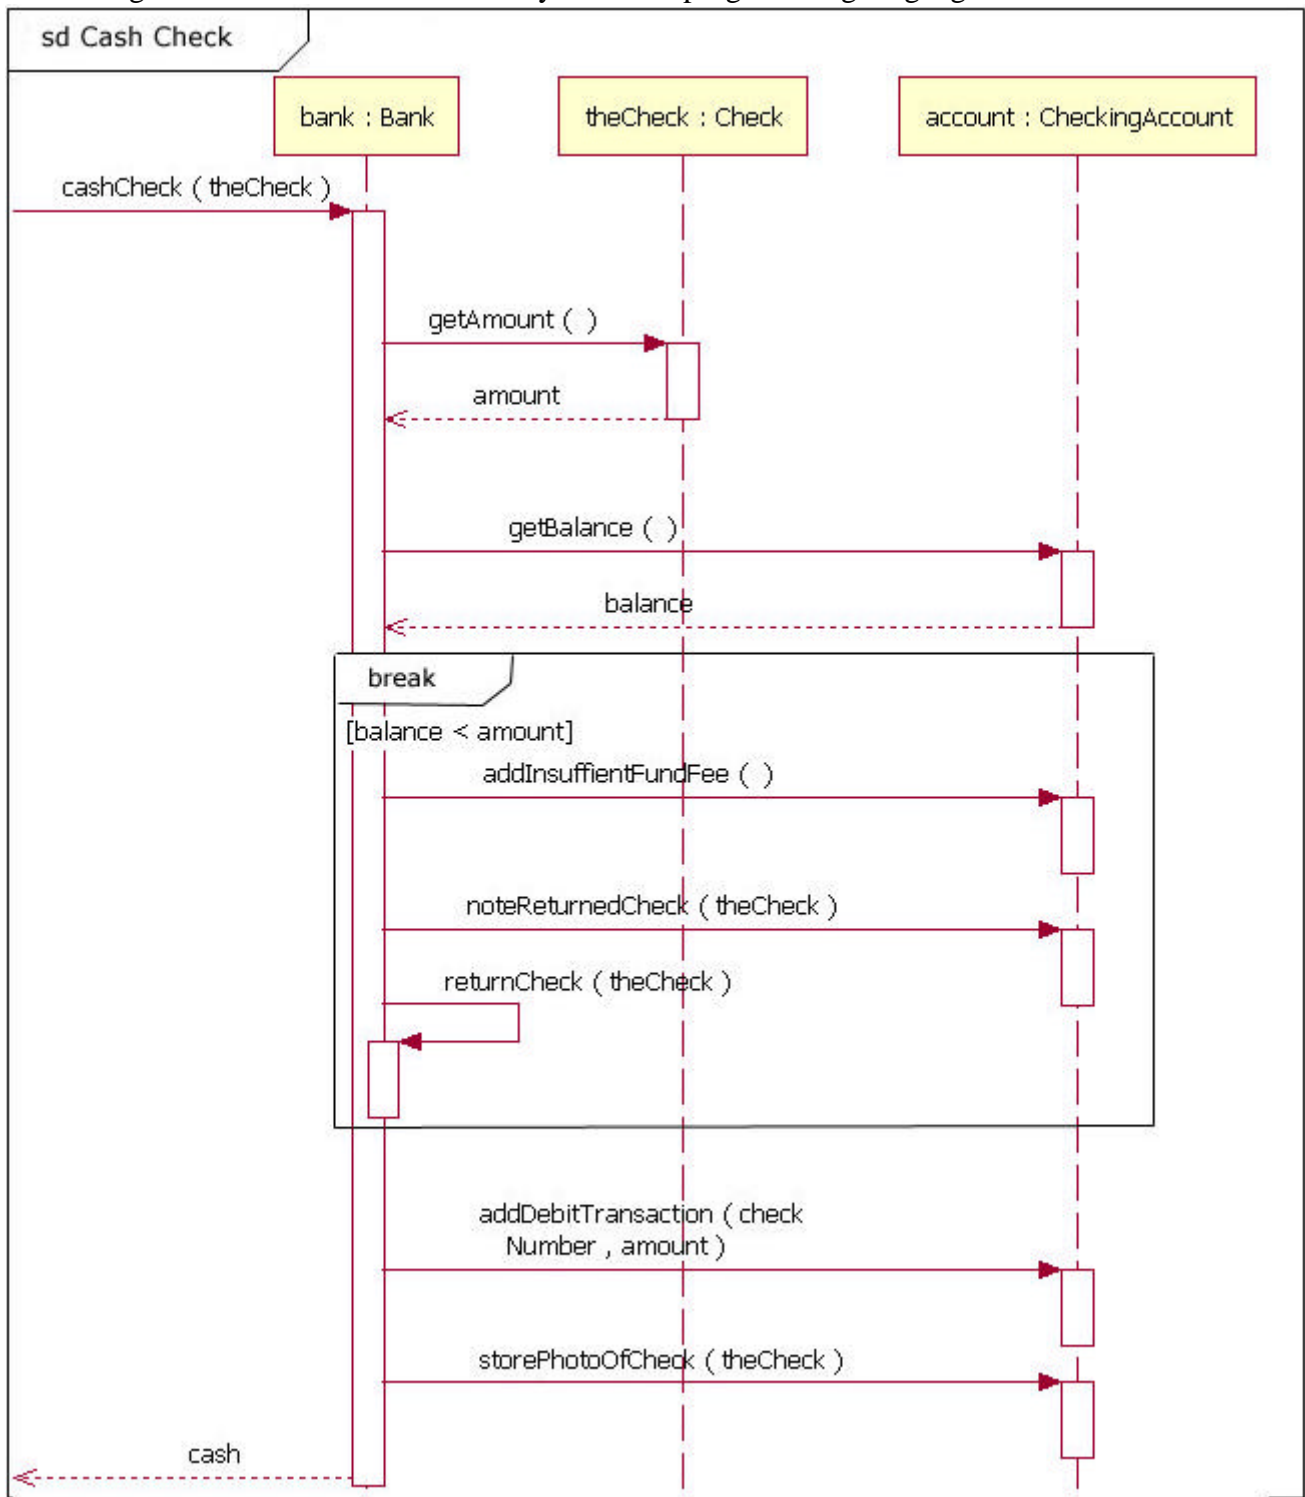 sd Cash Check
bank : Bank
theCheck : Check
account : CheckingAccount
cashCheck ( theCheck )
getAmount ( )
amount
getBalance ( )
balance
break
[balance < amount]
addInsuffientFundFee ( )
noteReturnedCheck ( theCheck )
returnCheck ( theCheck )
addDebitTransaction ( check
Number , amount )
storePhotoOfCheck ( theCheck )
cash